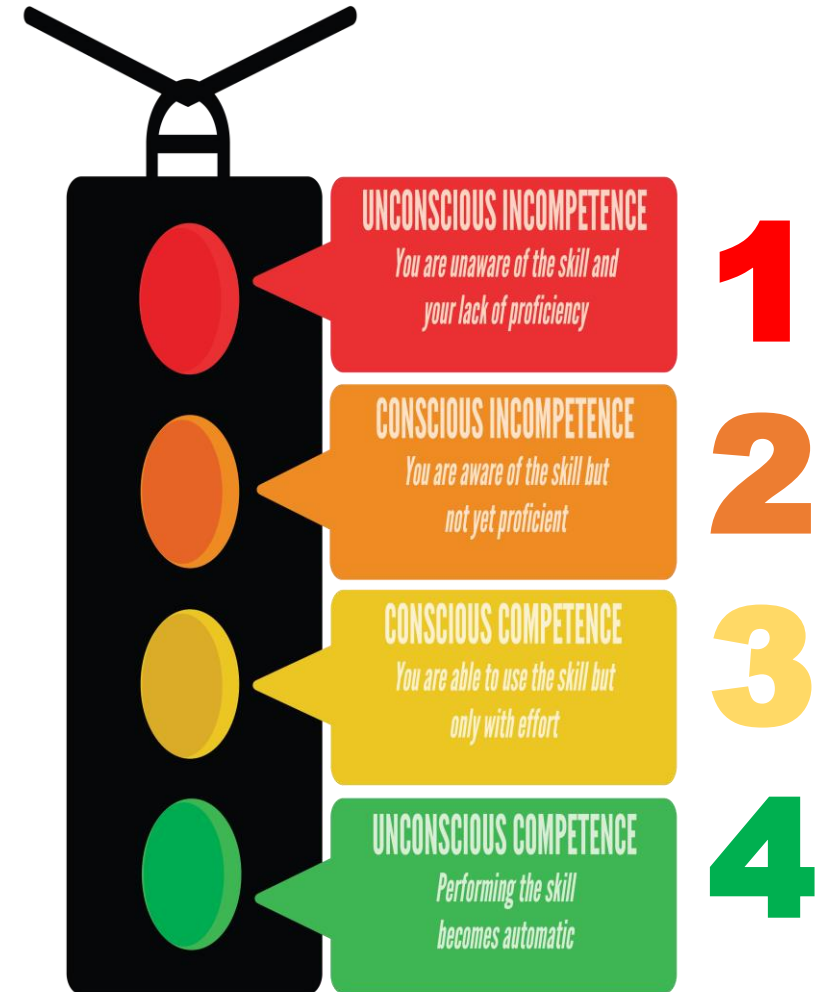 UNCONSCIOUS INCOMPETENCE
You are unaware of the skill and
your lack of proficiency
1
CONSCIOUS INCOMPETENCE
You are aware of the skill but
not yet proficient
2
CONSCIOUS COMPETENCE
You are able to use the skill but
only with effort
3
UNCONSCIOUS COMPETENCE
Performing the skill
becomes automatic
4